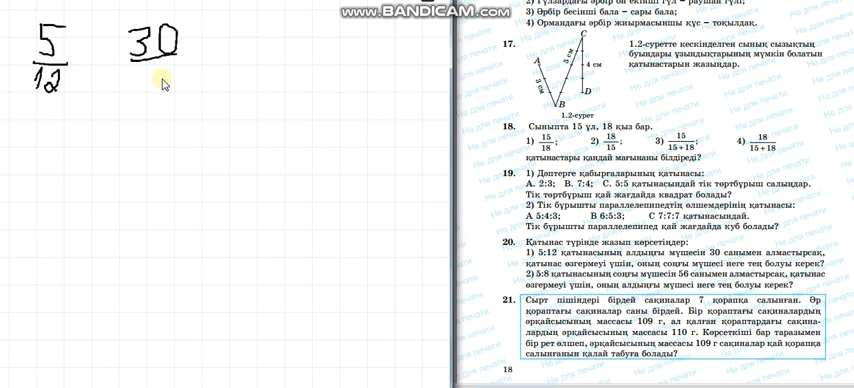 WWW.BANDICAM.COM
5 30
12
2) Гүлзардағы әрбір он екінші гүл – раушан гүлі;
3) Әрбір бесінші бала – сары бала;
4) Ормандағы әрбір жиырмасыншы құс – тоқылдақ.
17.
A
B
C
D
3 см
5 см
4 см
1.2-сурет
1.2-суретте кескінделген сынық сызықтың
буындары ұзындықтарының мүмкін болатын
қатынастарын жазыңдар.
18. Сыныпта 15 ұл, 18 қыз бар.
1) 15/18; 2) 18/15; 3) 15/15+18; 4) 18/15+18
қатынастары қандай мағынаны білдіреді?
19. 1) Дәптерге қабырғаларының қатынасы:
А. 2:3; В. 7:4; С. 5:5 қатынасындай тік төртбұрыш салыңдар.
Тік төртбұрыш қай жағдайда квадрат болады?
2) Тік бұрышты параллелепипедтің өлшемдерінің қатынасы:
А 5:4:3; В 6:5:3; С 7:7:7 қатынасындай.
Тік бұрышты параллелепипед қай жағдайда куб болады?
20. Қатынас түрінде жазып көрсетіңдер:
1) 5:12 қатынасының алдыңғы мүшесін 30 санымен алмастырсақ,
қатынас өзгермеуі үшін, оның соңғы мүшесі неге тең болуы керек?
2) 5:8 қатынасының соңғы мүшесін 56 санымен алмастырсақ, қатынас
өзгермеуі үшін, оның алдыңғы мүшесі неге тең болуы керек?
21. Сырт пішіндері бірдей сақиналар 7 қорапқа салынған. Әр
қораптағы сақиналар саны бірдей. Бір қораптағы сақиналардың
әрқайсысының массасы 109 г, ал қалған қораптардағы сақина-
лардың әрқайсысының массасы 110 г. Көрсеткіші бар таразымен
бір рет өлшеп, әрқайсысының массасы 109 г сақиналар қай қорапқа
салынғанын қалай табуға болады?
18
Не для печати